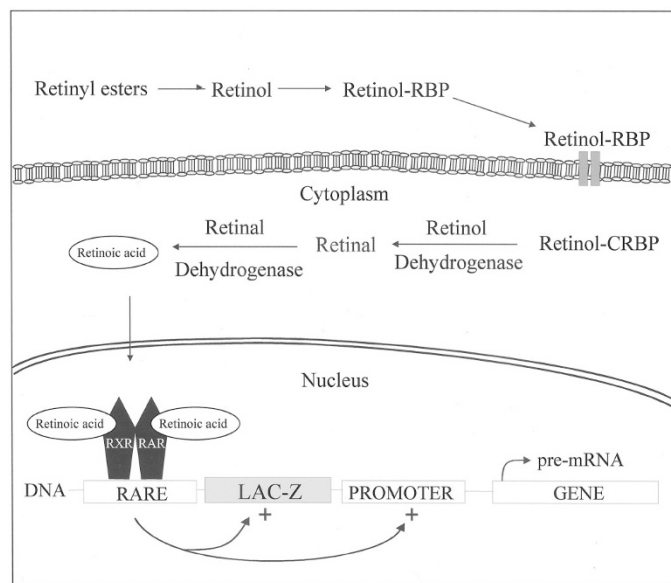 Retinyl esters Retinol Retinol-RBP
Retinol-RBP
Cytoplasm
Retinal Retinol
Retinoic acid Retinal Retinol-CRBP
Dehydrogenase Dehydrogenase
Nucleus
Retinoic acid Retinoic acid
RXR RAR
pre-mRNA
DNA RARE LAC-Z PROMOTER GENE
+ +